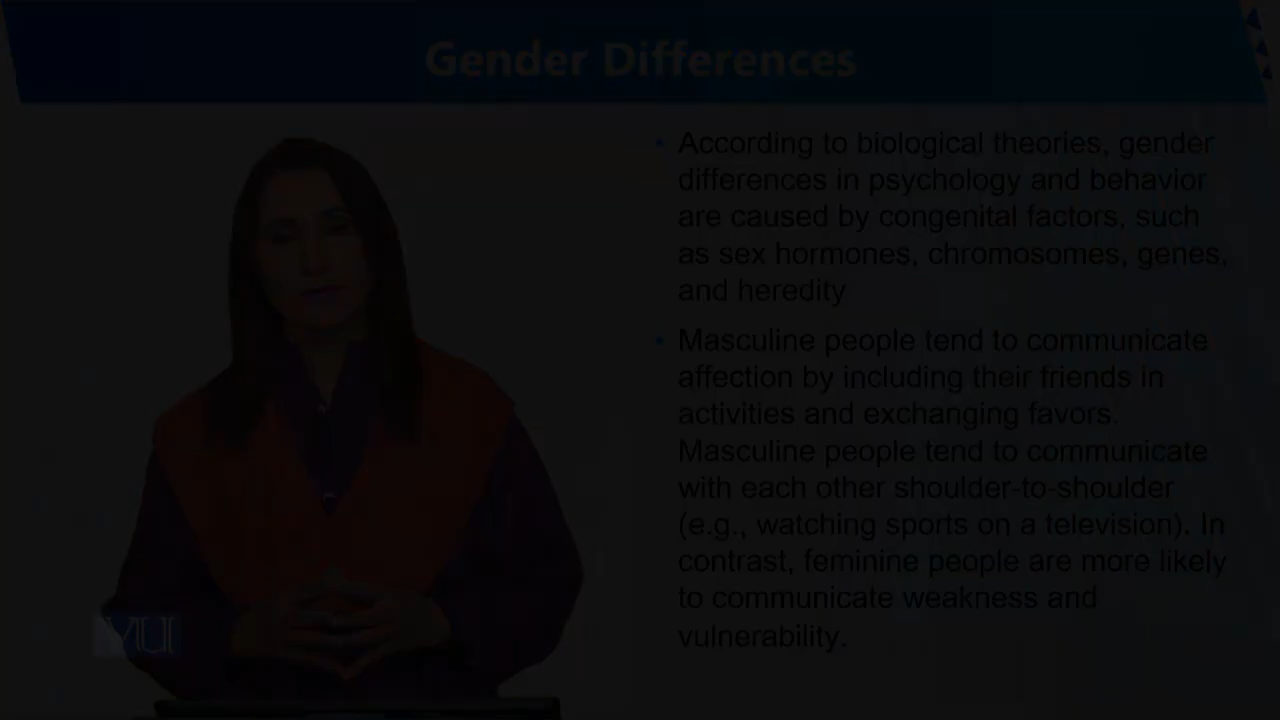 Gender Differences
According to biological theories, gender
differences in psychology and behavior
are caused by congenital factors, such
as sex hormones, chromosomes, genes,
and heredity
Masculine people tend to communicate
affection by including their friends in
activities and exchanging favors.
Masculine people tend to communicate
with each other shoulder-to-shoulder
(e.g., watching sports on a television). In
contrast, feminine people are more likely
to communicate weakness and
vulnerability.
VU